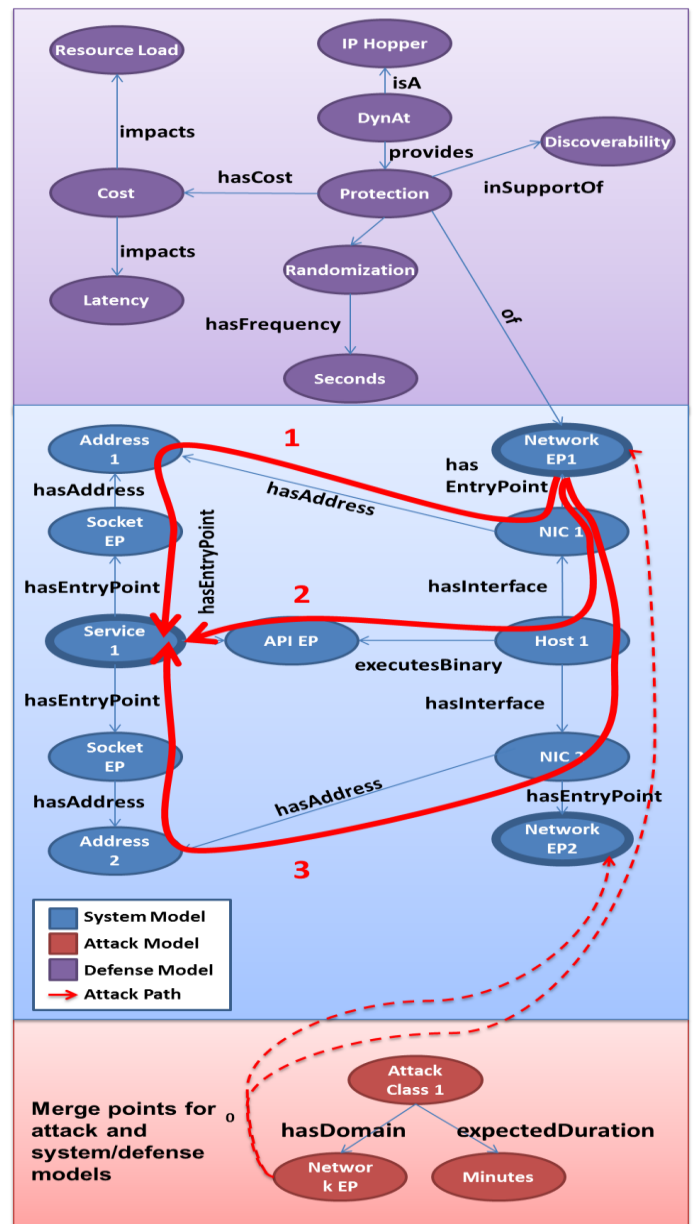 IP Hopper
Resource Load
isA
DynAt
impacts
provides
Discoverability
hasCost
Cost
Protection
inSupportOf
impacts
Randomization
Latency
of
hasFrequency
Seconds
1
Address
1
Network
EP1
has
EntryPoint
hasAddress
hasAddress
Socket
EP
NIC 1
hasEntryPoint
hasEntryPoint
2
hasInterface
Service
1
API EP
Host 1
executesBinary
hasEntryPoint
hasInterface
Socket
EP
NIC 2
hasAddress
hasAddress
hasEntryPoint
Address
2
Network
EP2
3
System Model
Attack Model
Defense Model
Attack Path
Attack
Class 1
Merge points for
attack and
system/defense
models
0
hasDomain
expectedDuration
Networ
k EP
Minutes